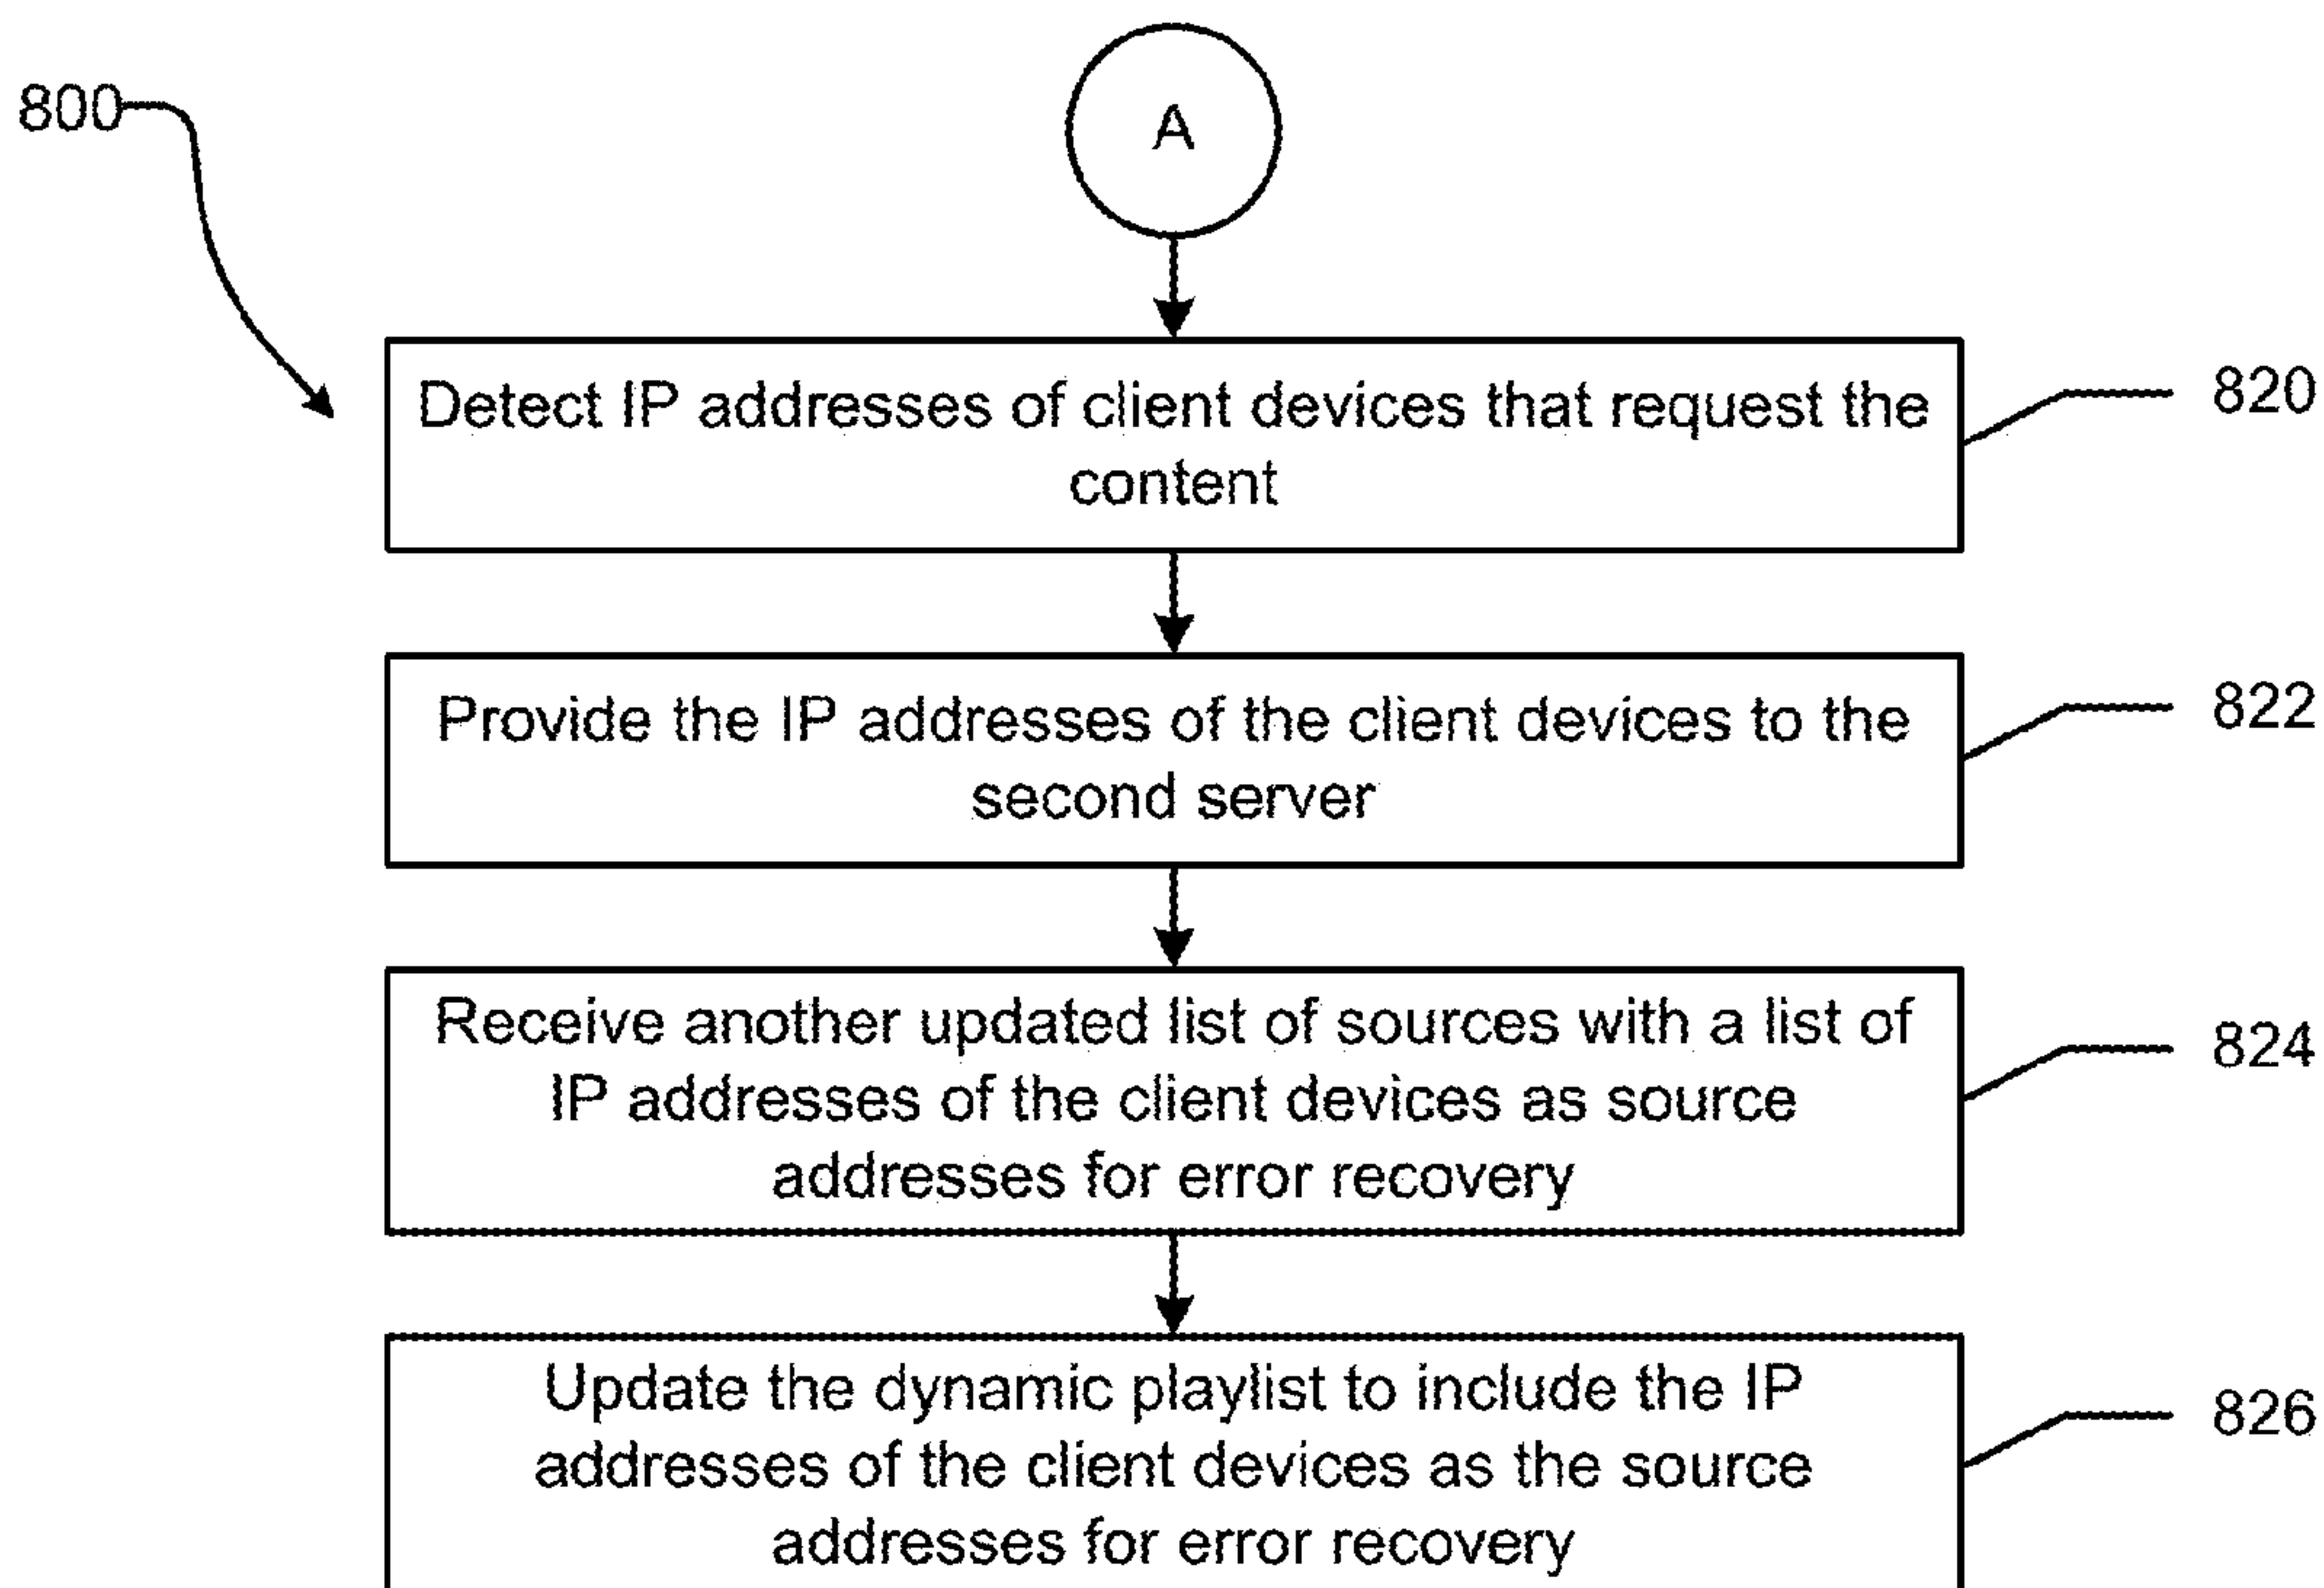 A
800
Detect IP addresses of client devices that request the
content
820
Provide the IP addresses of the client devices to the
second server
822
Receive another updated list of sources with a list of
IP addresses of the client devices as source
addresses for error recovery
824
Update the dynamic playlist to include the IP
addresses of the client devices as the source
addresses for error recovery
826